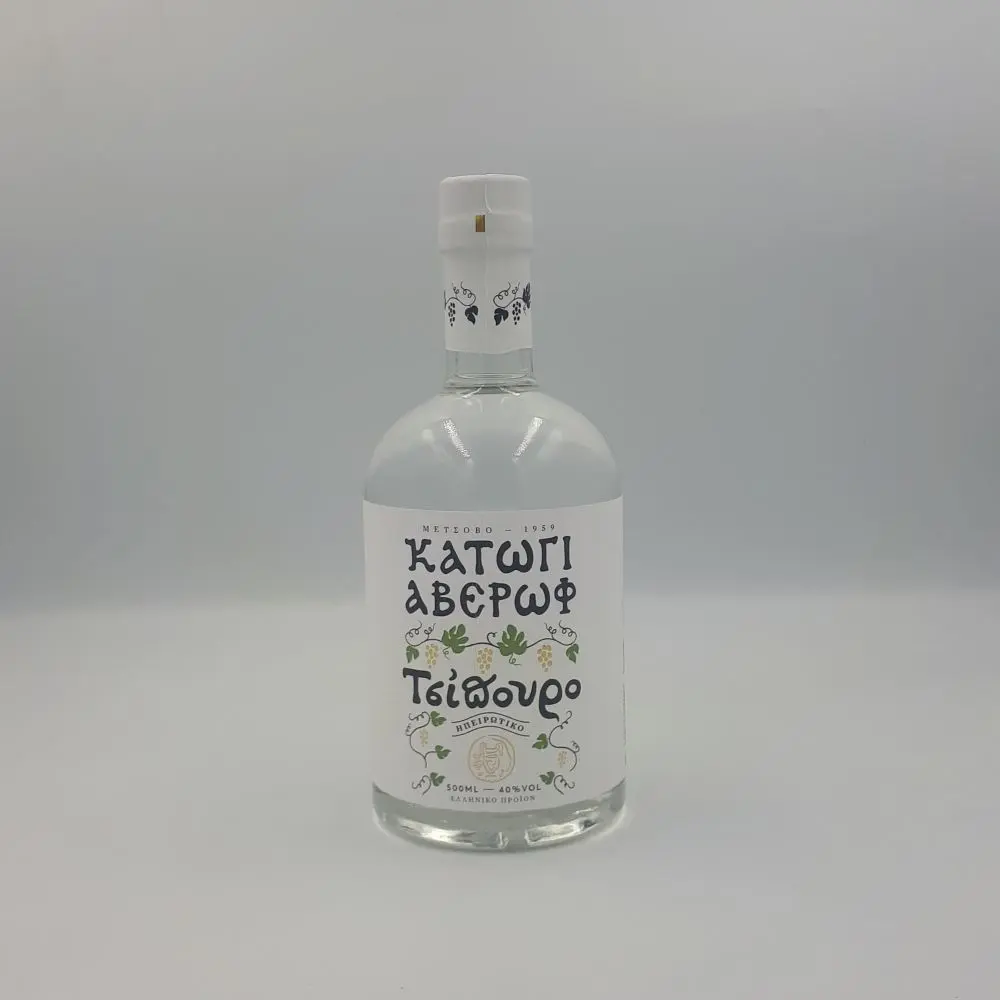 ΜΕΤΣΟΒΟ – 1959
ΚΑΤΩΓΙ
ΑΒΕΡΩΦ
Τσίπουρο
ΗΠΕΙΡΩΤΙΚΟ
500ML — 40%VOL
ΕΛΛΗΝΙΚΟ ΠΡΟΪΟΝ